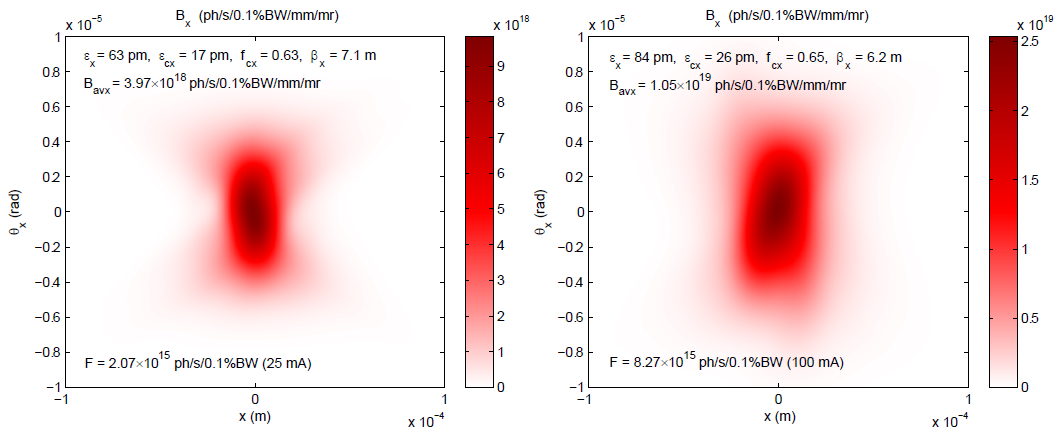 B_x (ph/s/0.1%BW/mm/mr)
x 10^-5
x 10^18
ε_x = 63 pm, ε_cx = 17 pm, f_cx = 0.63, β_x = 7.1 m
B_avx = 3.97×10^18 ph/s/0.1%BW/mm/mr
F = 2.07×10^15 ph/s/0.1%BW (25 mA)
1
0.8
0.6
0.4
0.2
0
−0.2
−0.4
−0.6
−0.8
−1
θ_x (rad)
−1
0
1
x (m)
x 10^-4
9
8
7
6
5
4
3
2
1
0
B_x (ph/s/0.1%BW/mm/mr)
x 10^-5
x 10^19
ε_x = 84 pm, ε_cx = 26 pm, f_cx = 0.65, β_x = 6.2 m
B_avx = 1.05×10^19 ph/s/0.1%BW/mm/mr
F = 8.27×10^15 ph/s/0.1%BW (100 mA)
1
0.8
0.6
0.4
0.2
0
−0.2
−0.4
−0.6
−0.8
−1
θ_x (rad)
−1
0
1
x (m)
x 10^-4
2.5
2
1.5
1
0.5
0